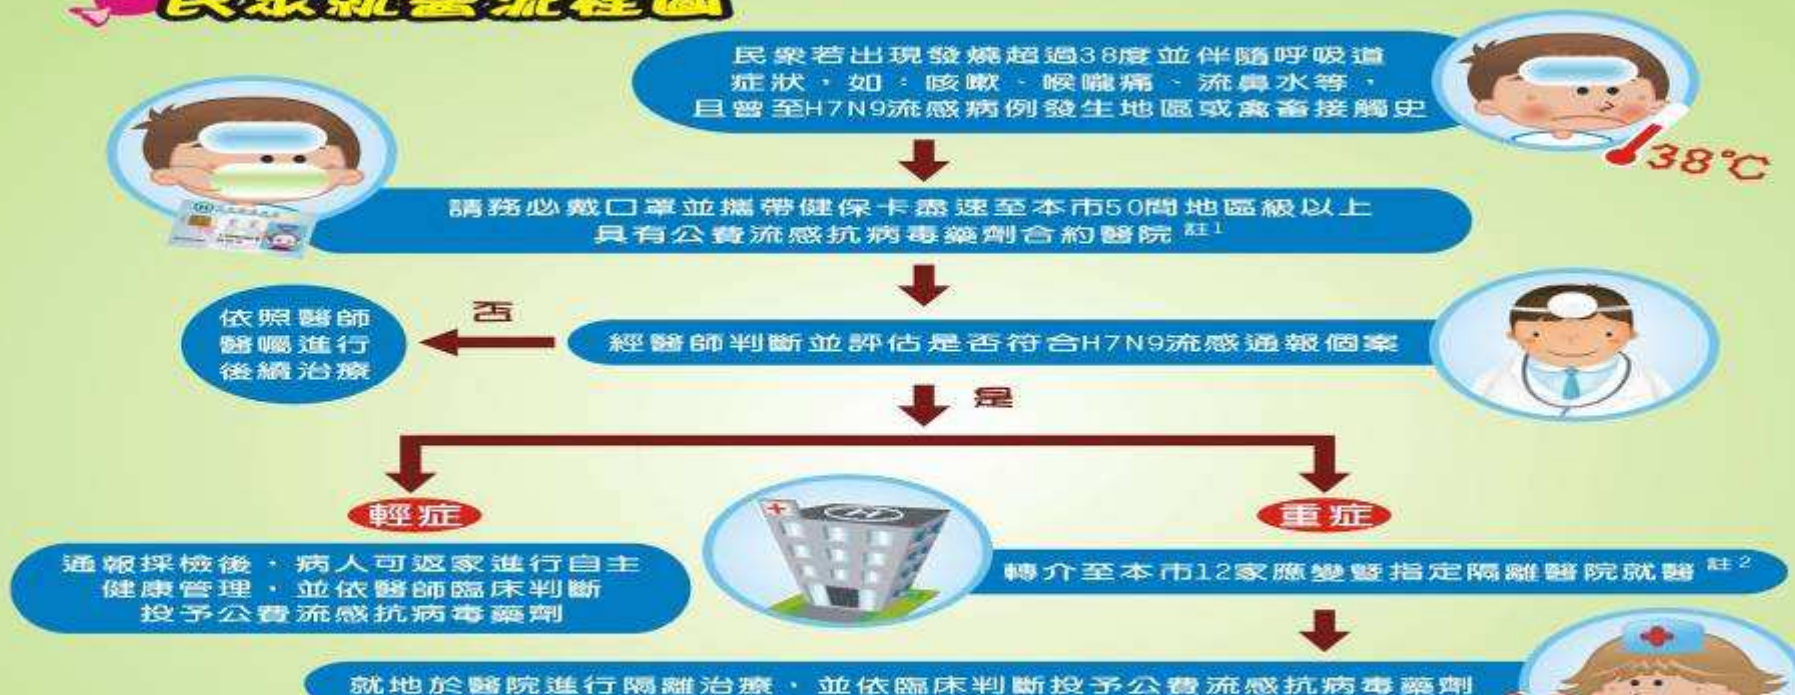 民眾就醫流程圖
民眾若出現發燒超過38度並伴隨呼吸道
症狀，如：咳嗽、喉嚨痛、流鼻水等，
且曾至H7N9流感病例發生地區或禽畜接觸史
38°C
請務必戴口罩並攜帶健保卡盡速至本市50間地區級以上
具有公費流感抗病毒藥劑合約醫院 註1
經醫師判斷並評估是否符合H7N9流感通報個案
否
依照醫師
醫囑進行
後續治療
是
輕症
重症
H
通報採檢後，病人可返家進行自主
健康管理，並依醫師臨床判斷
投予公費流感抗病毒藥劑
轉介至本市12家應變暨指定隔離醫院就醫 註2
就地於醫院進行隔離治療，並依臨床判斷投予公費流感抗病毒藥劑